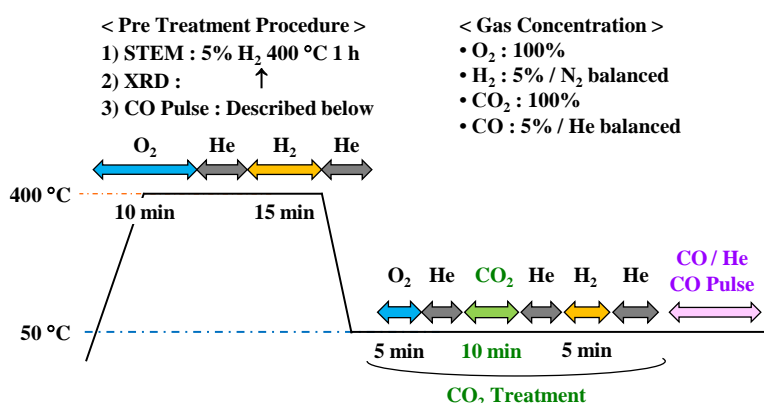 < Pre Treatment Procedure >
1) STEM : 5% H₂ 400 °C 1 h
2) XRD : ↑
3) CO Pulse : Described below
< Gas Concentration >
• O₂ : 100%
• H₂ : 5% / N₂ balanced
• CO₂ : 100%
• CO : 5% / He balanced
O₂ He H₂ He
400 °C
10 min 15 min
CO / He
CO Pulse
O₂ He CO₂ He H₂ He
50 °C
5 min 10 min 5 min
CO₂ Treatment